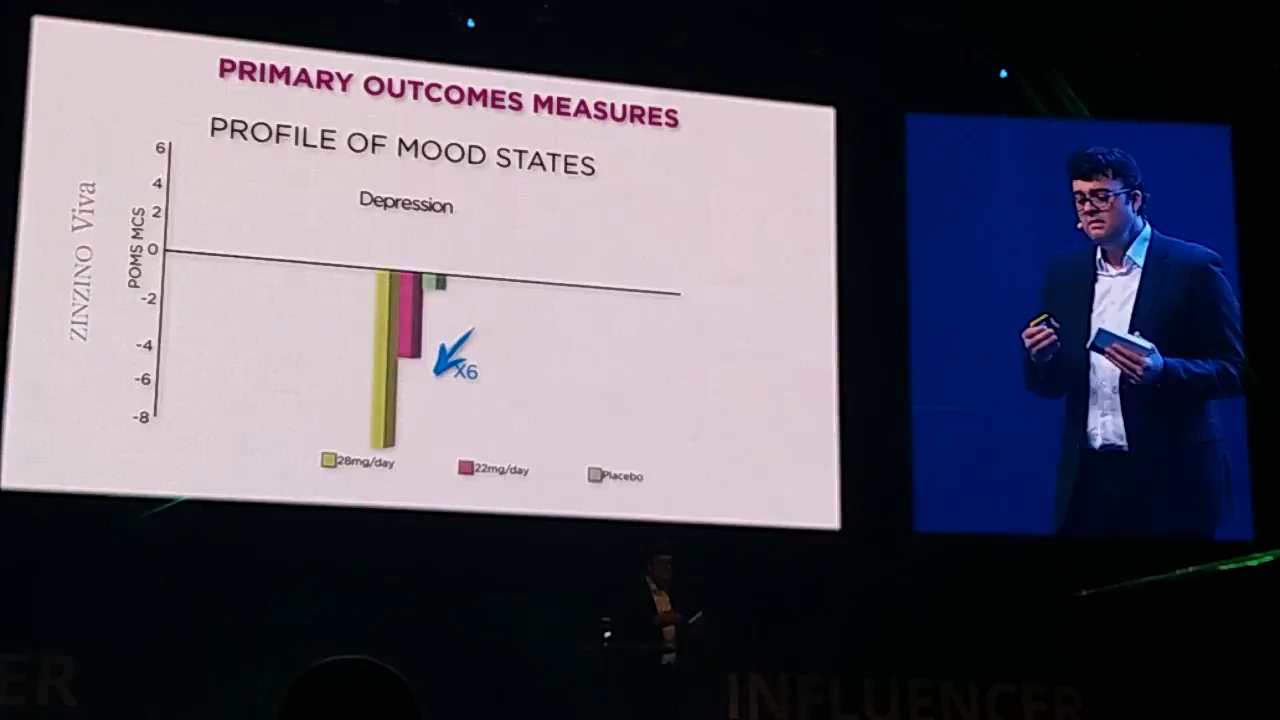 PRIMARY OUTCOMES MEASURES
PROFILE OF MOOD STATES
Depression
ZINZINO Viva
POMS MCS
6
4
2
0
-2
-4
-6
-8
X6
28mg/day
22mg/day
Placebo
ER
INFLUENCER